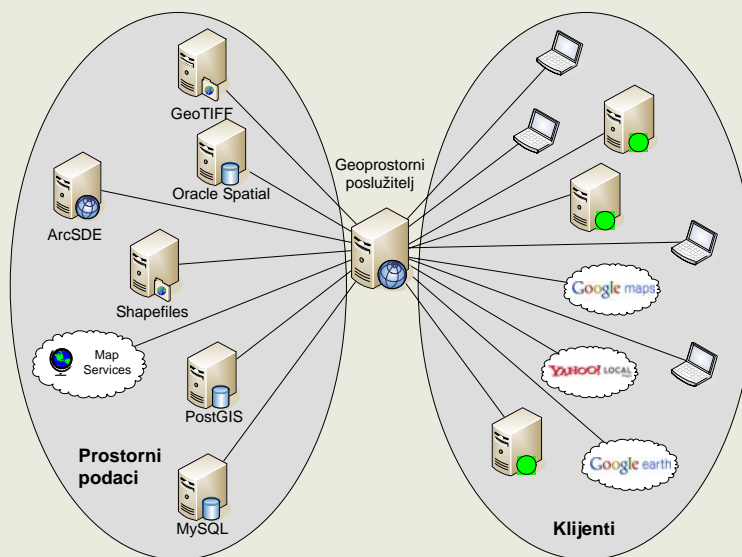 GeoTIFF
Oracle Spatial
ArcSDE
Shapefiles
Map
Services
PostGIS
Prostorni
podaci
MySQL
Geoprostorni
poslužitelj
Google maps
YAHOO! LOCAL
Google earth
Klijenti